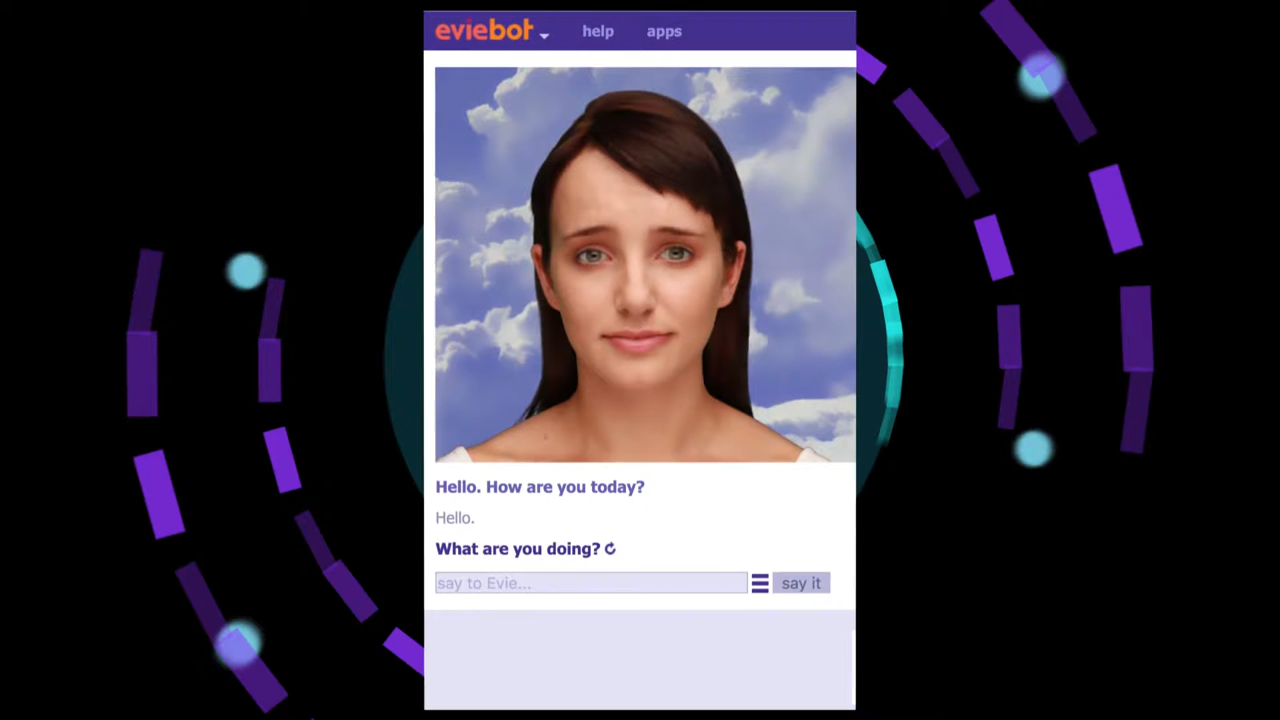 eviebot help apps
Hello. How are you today?
Hello.
What are you doing?
say to Evie... say it